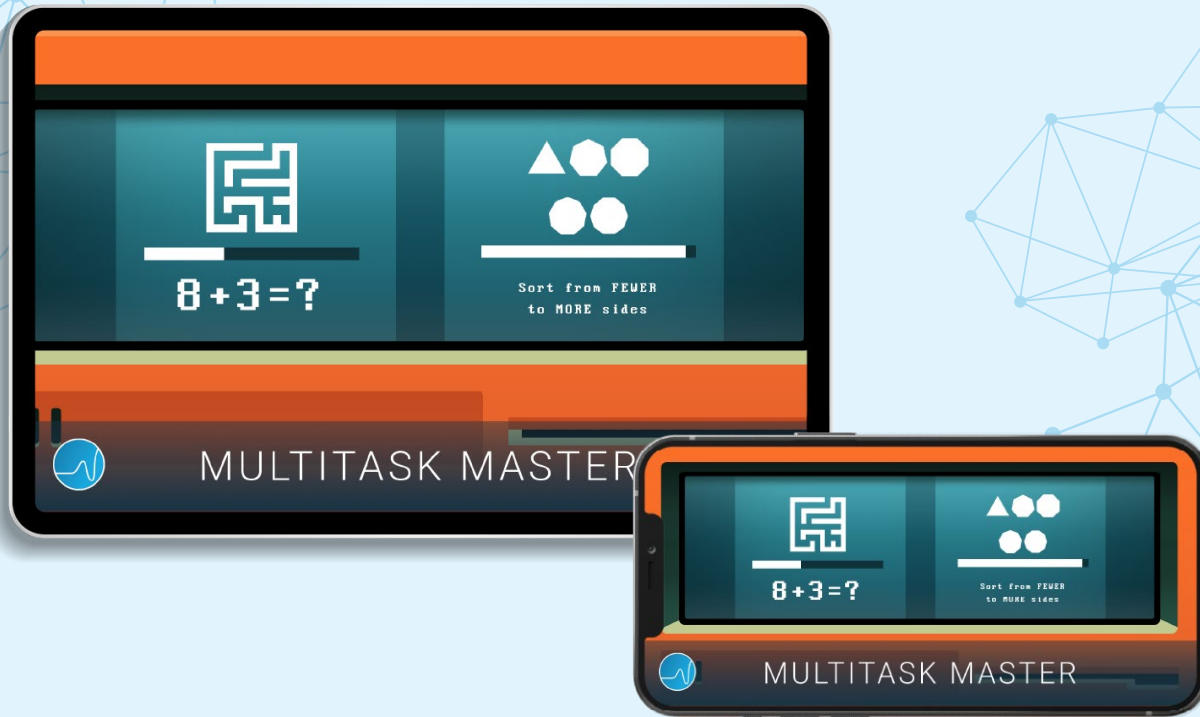 8+3=?
Sort from FEWER
to MORE sides
MULTITASK MASTER
8+3=?
Sort from FEWER
to MORE sides
MULTITASK MASTER